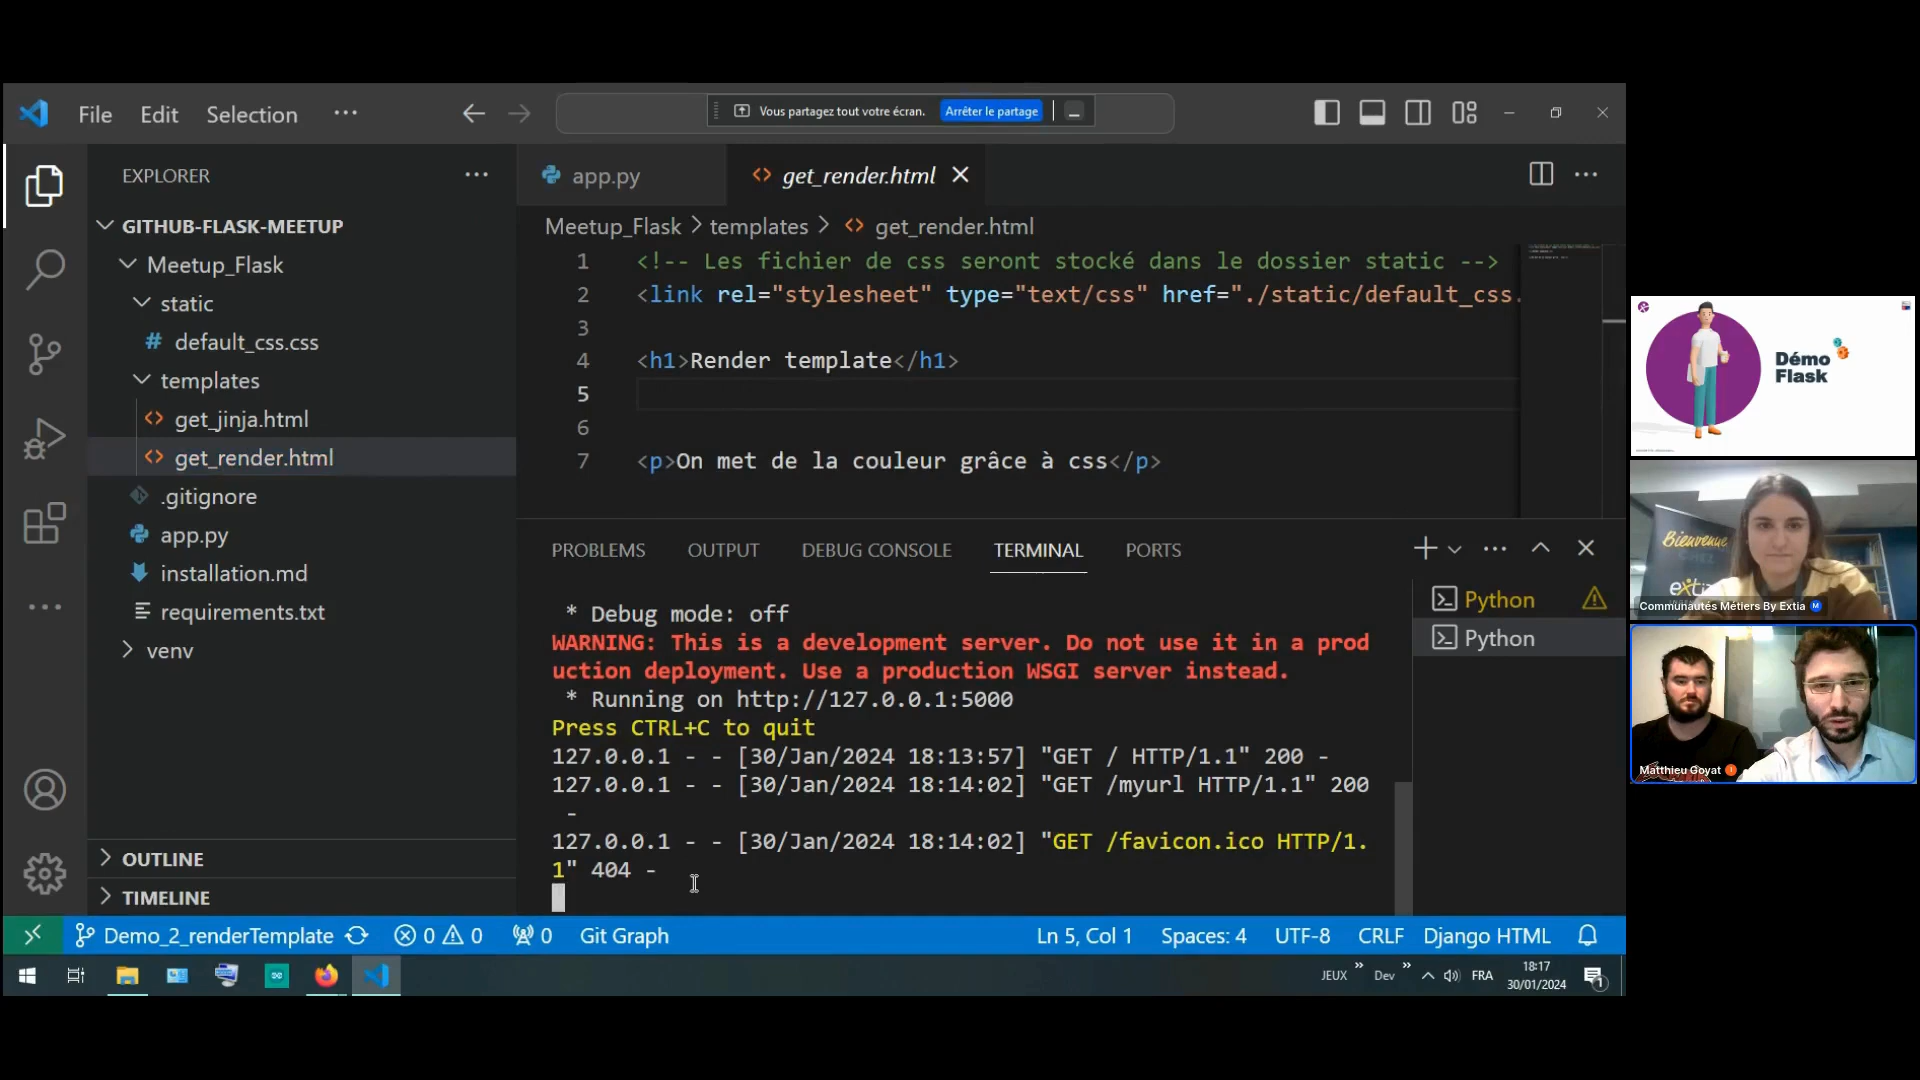 File Edit Selection ···
Vous partagez tout votre écran. Arrêter le partage
EXPLORER
GITHUB-FLASK-MEETUP
Meetup_Flask
static
default_css.css
templates
get_jinja.html
get_render.html
.gitignore
app.py
installation.md
requirements.txt
venv
OUTLINE
TIMELINE
app.py get_render.html
Meetup_Flask > templates > get_render.html
1 <!-- Les fichier de css seront stocké dans le dossier static -->
2 <link rel="stylesheet" type="text/css" href="./static/default_css.
3
4 <h1>Render template</h1>
5
6
7 <p>On met de la couleur grâce à css</p>
PROBLEMS OUTPUT DEBUG CONSOLE TERMINAL PORTS
* Debug mode: off
WARNING: This is a development server. Do not use it in a prod
uction deployment. Use a production WSGI server instead.
* Running on http://127.0.0.1:5000
Press CTRL+C to quit
127.0.0.1 - - [30/Jan/2024 18:13:57] "GET / HTTP/1.1" 200 -
127.0.0.1 - - [30/Jan/2024 18:14:02] "GET /myurl HTTP/1.1" 200
-
127.0.0.1 - - [30/Jan/2024 18:14:02] "GET /favicon.ico HTTP/1.
1" 404 -
Python
Python
Demo_2_renderTemplate 0 0 0 Git Graph Ln 5, Col 1 Spaces: 4 UTF-8 CRLF Django HTML
JEUX Dev FRA 18:17
30/01/2024
1
Démo
Flask
Bienvenue
CHEZ
Communautés Métiers By Extia M
Matthieu Goyat